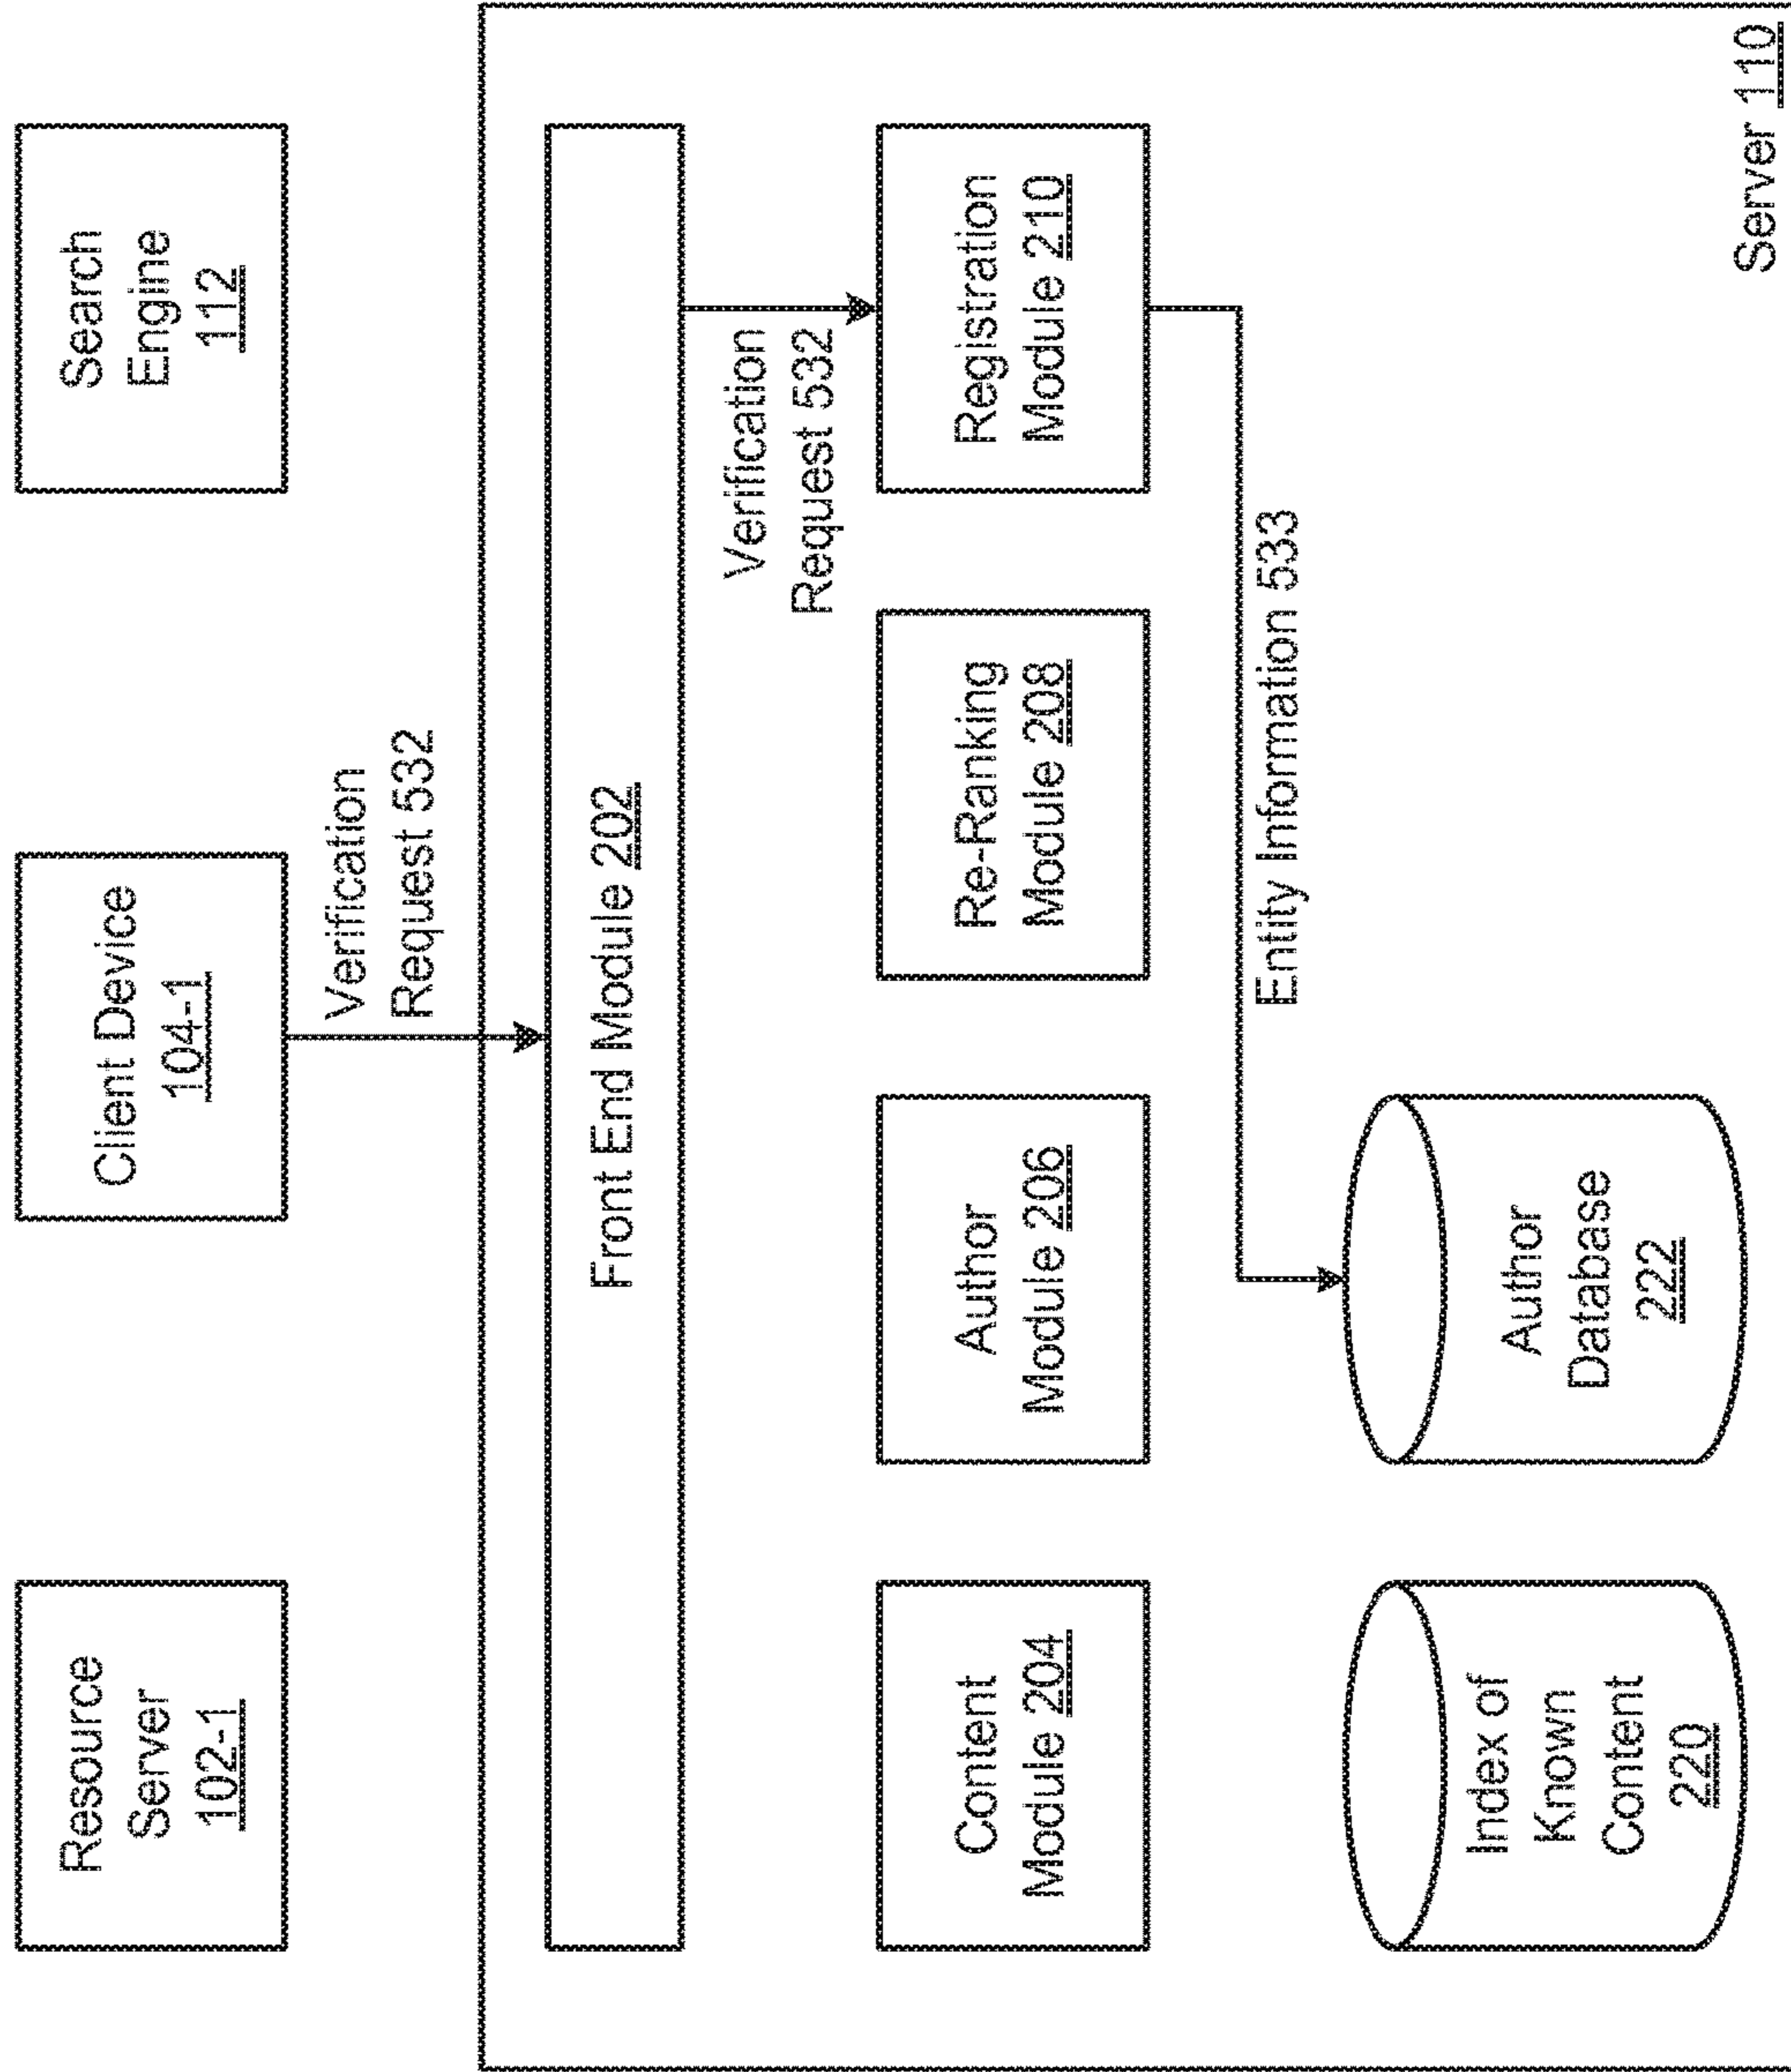 Resource
Server
102-1
Client Device
104-1
Search
Engine
112
Verification
Request 532
Front End Module 202
Verification
Request 532
Content
Module 204
Author
Module 206
Re-Ranking
Module 208
Registration
Module 210
Entity Information 533
Index of
Known
Content
220
Author
Database
222
Server 110